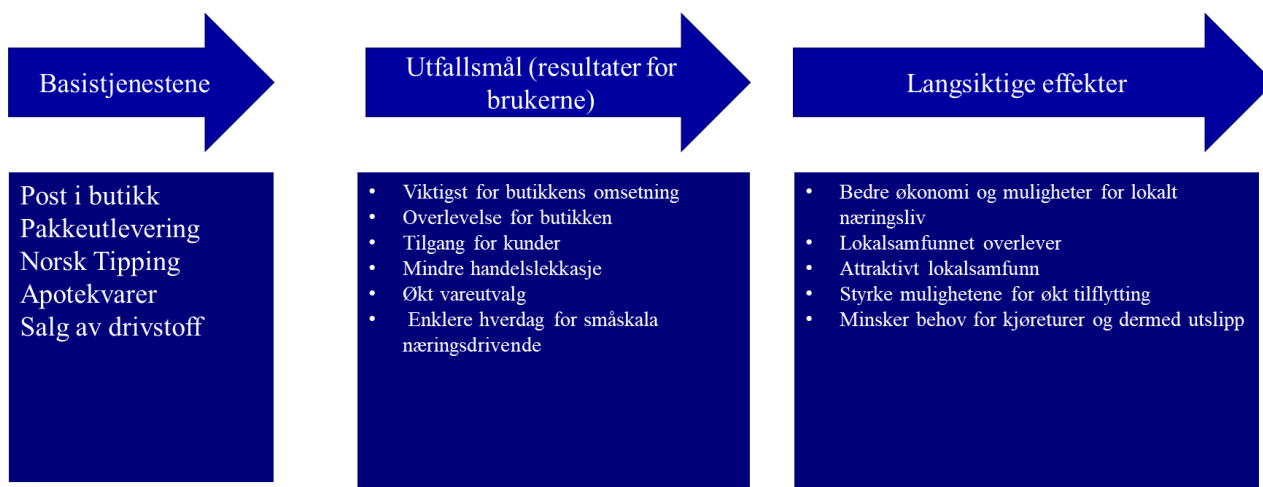 Basistjenestene
Utfallsmål (resultater for
brukerne)
Langsiktige effekter
Post i butikk
Pakkeutlevering
Norsk Tipping
Apotekvarer
Salg av drivstoff
• Viktigst for butikkens omsetning
• Overlevelse for butikken
• Tilgang for kunder
• Mindre handelslekkasje
• Økt vareutvalg
• Enklere hverdag for småskala
næringsdrivende
• Bedre økonomi og muligheter for lokalt
næringsliv
• Lokalsamfunnet overlever
• Attraktivt lokalsamfunn
• Styrke mulighetene for økt tilflytting
• Minsker behov for kjøreturer og dermed utslipp